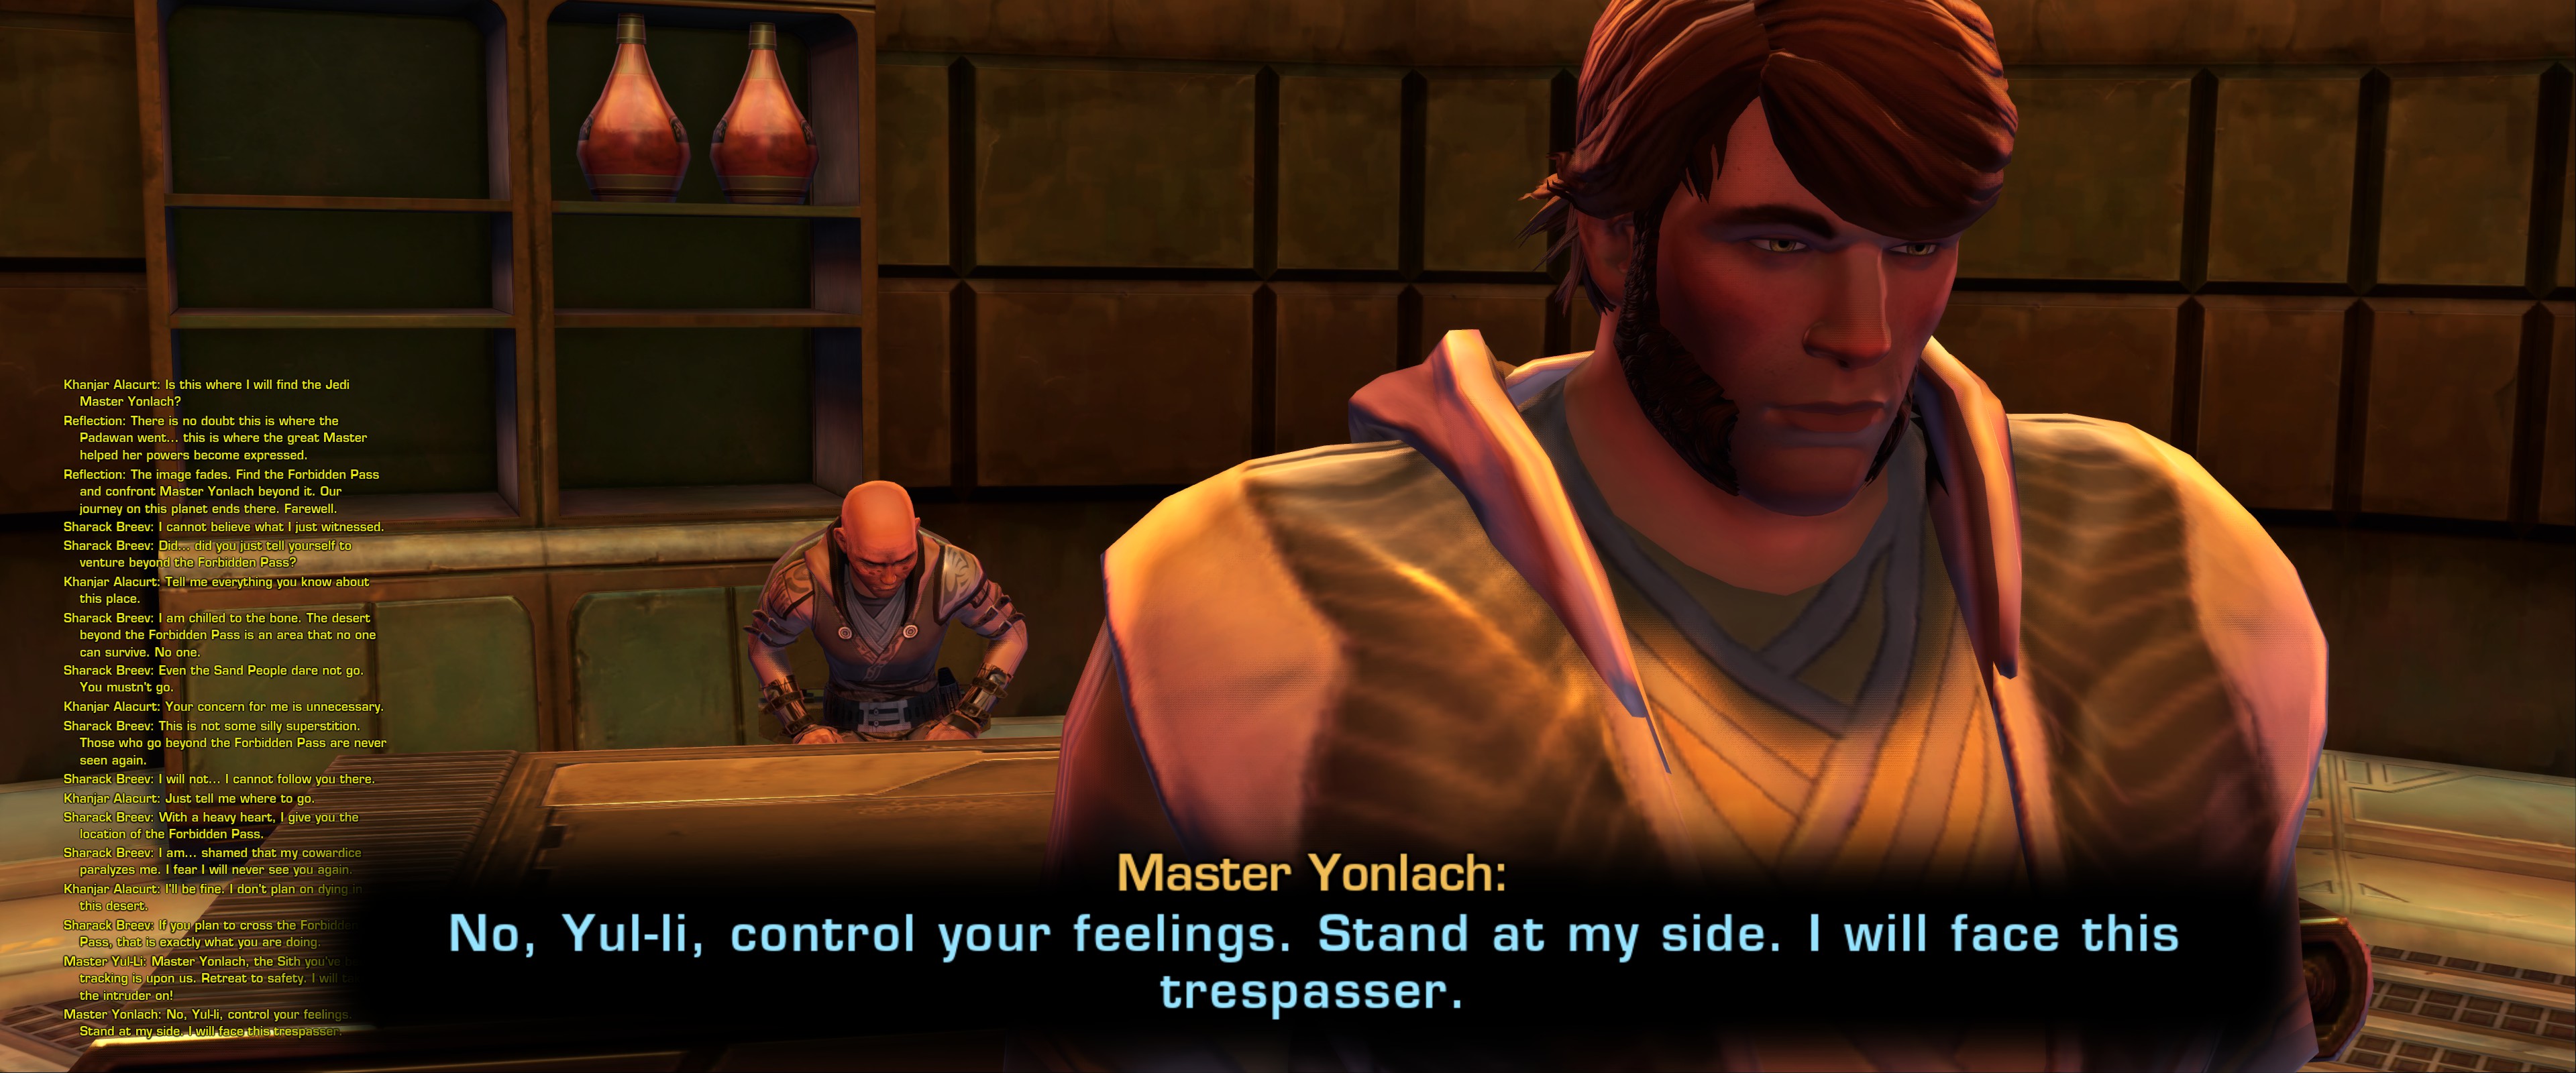 Khanjar Alacurt: Is this where I will find the Jedi
Master Yonlach?
Reflection: There is no doubt this is where the
Padawan went... this is where the great Master
helped her powers become expressed.
Reflection: The image fades. Find the Forbidden Pass
and confront Master Yonlach beyond it. Our
journey on this planet ends there. Farewell.
Sharack Breev: I cannot believe what I just witnessed.
Sharack Breev: Did... did you just tell yourself to
venture beyond the Forbidden Pass?
Khanjar Alacurt: Tell me everything you know about
this place.
Sharack Breev: I am chilled to the bone. The desert
beyond the Forbidden Pass is an area that no one
can survive. No one.
Sharack Breev: Even the Sand People dare not go.
You mustn't go.
Khanjar Alacurt: Your concern for me is unnecessary.
Sharack Breev: This is not some silly superstition.
Those who go beyond the Forbidden Pass are never
seen again.
Sharack Breev: I will not... I cannot follow you there.
Khanjar Alacurt: Just tell me where to go.
Sharack Breev: With a heavy heart, I give you the
location of the Forbidden Pass.
Sharack Breev: I am... shamed that my cowardice
paralyzes me. I fear I will never see you again.
Khanjar Alacurt: I'll be fine. I don't plan on dying in
this desert.
Sharack Breev: If you plan to cross the Forbidden
Pass, that is exactly what you are doing.
Master Yul-Li: Master Yonlach, the Sith you've
tracking is upon us. Retreat to safety. I will
the intruder on!
Master Yonlach: No, Yul-li, control your feelings.
Stand at my side. I will face this trespasser.
Master Yonlach:
No, Yul-li, control your feelings. Stand at my side. I will face this
trespasser.